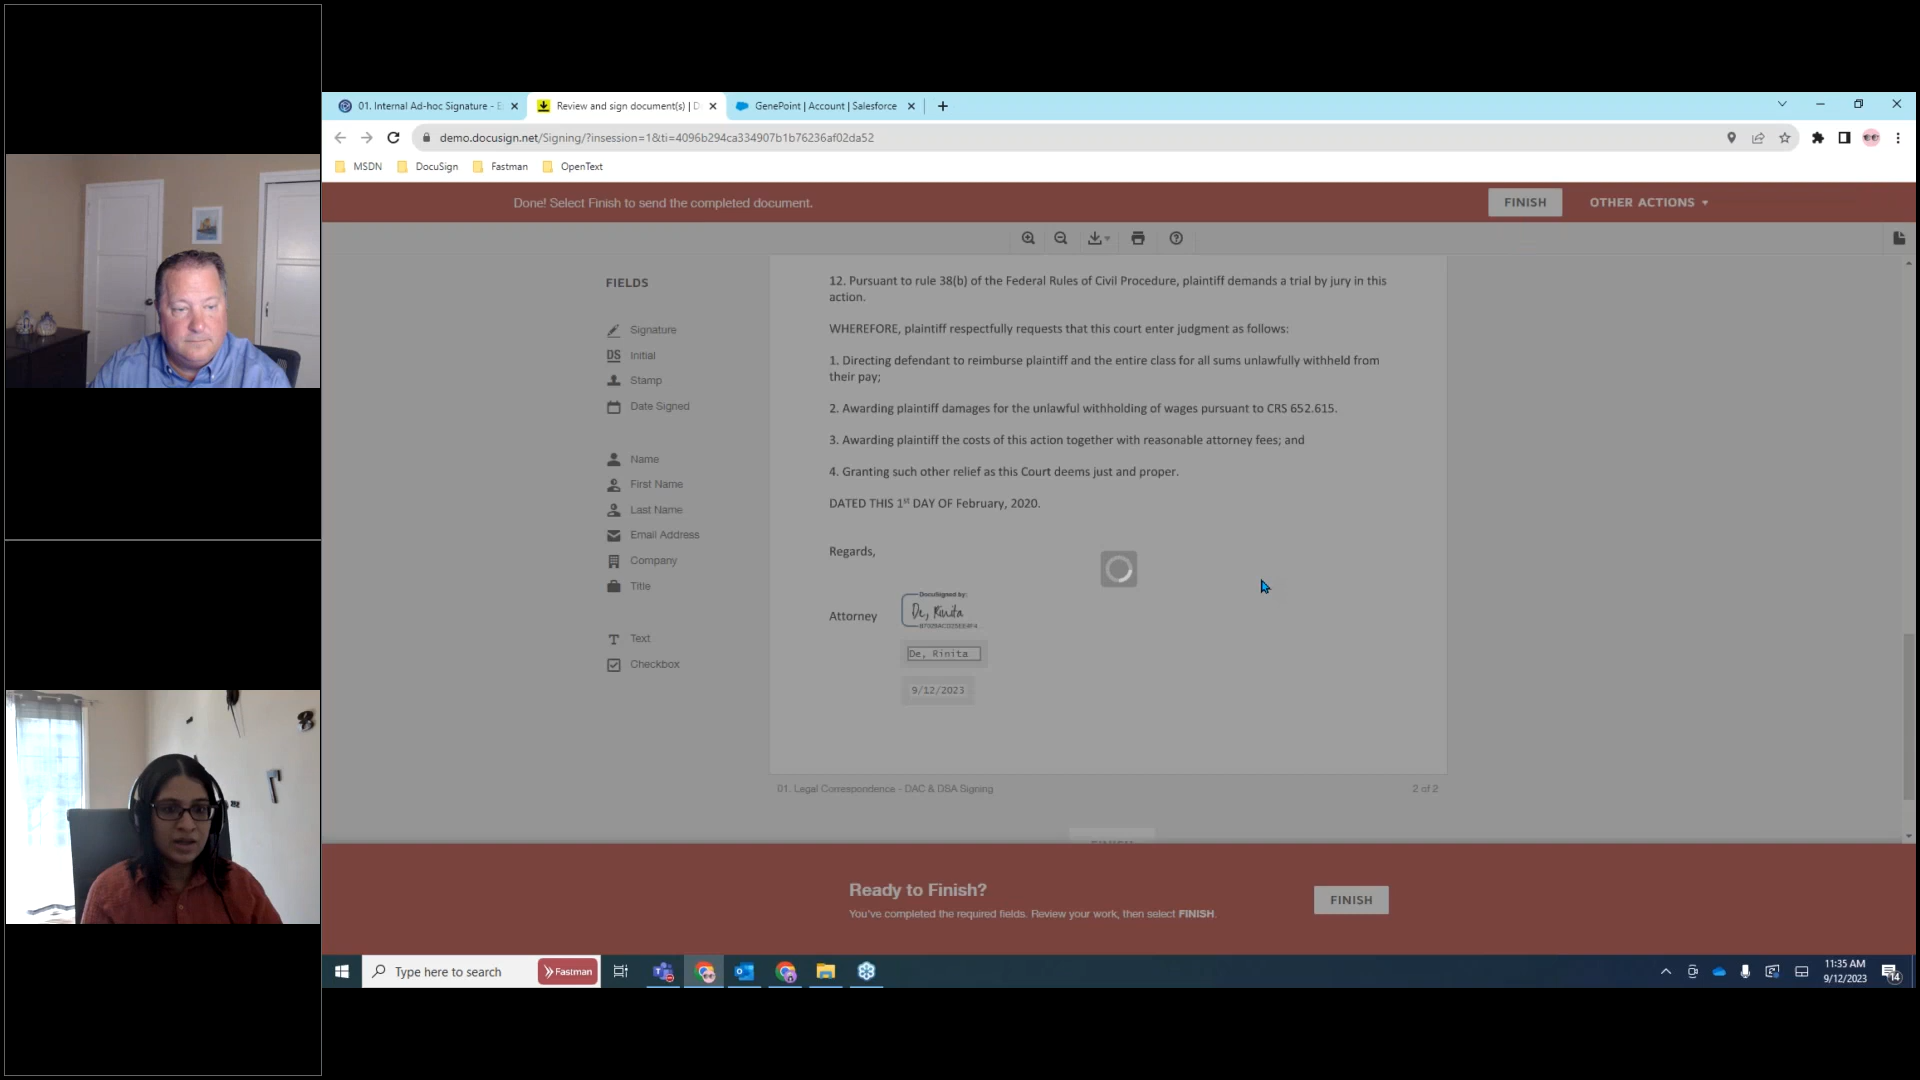 01. Internal Ad-hoc Signature - E
Review and sign document(s) | D
GenePoint | Account | Salesforce
demo.docusign.net/Signing/?insession=1&ti=4096b294ca334907b1b76236af02da52
MSDN
DocuSign
Fastman
OpenText
Done! Select Finish to send the completed document.
FINISH
OTHER ACTIONS
FIELDS
Signature
DS Initial
Stamp
Date Signed
Name
First Name
Last Name
Email Address
Company
Title
Text
Checkbox
12. Pursuant to rule 38(b) of the Federal Rules of Civil Procedure, plaintiff demands a trial by jury in this
action.
WHEREFORE, plaintiff respectfully requests that this court enter judgment as follows:
1. Directing defendant to reimburse plaintiff and the entire class for all sums unlawfully withheld from
their pay;
2. Awarding plaintiff damages for the unlawful withholding of wages pursuant to CRS 652.615.
3. Awarding plaintiff the costs of this action together with reasonable attorney fees; and
4. Granting such other relief as this Court deems just and proper.
DATED THIS 1st DAY OF February, 2020.
Regards,
DocuSigned by:
Attorney
De, Rinita
De, Rinita
9/12/2023
01. Legal Correspondence - DAC & DSA Signing
2 of 2
Ready to Finish?
You've completed the required fields. Review your work, then select FINISH.
FINISH
Type here to search
Fastman
11:35 AM
9/12/2023
14